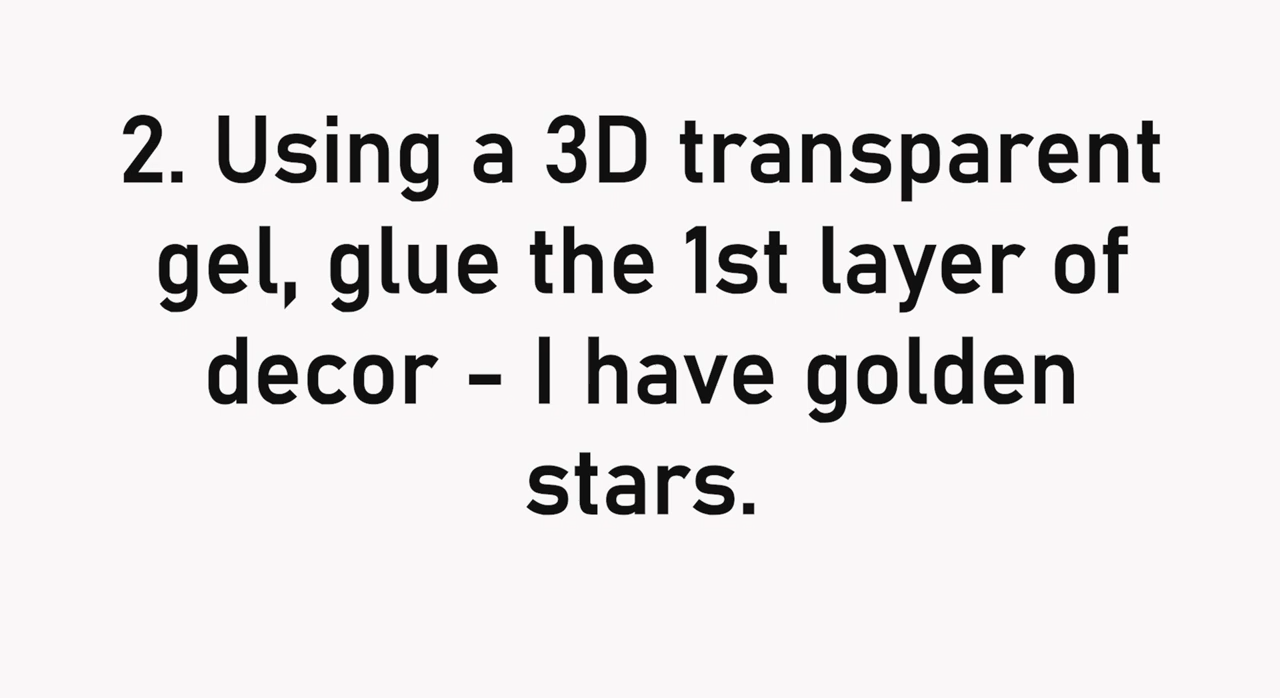 2. Using a 3D transparent
gel, glue the 1st layer of
decor - I have golden
stars.